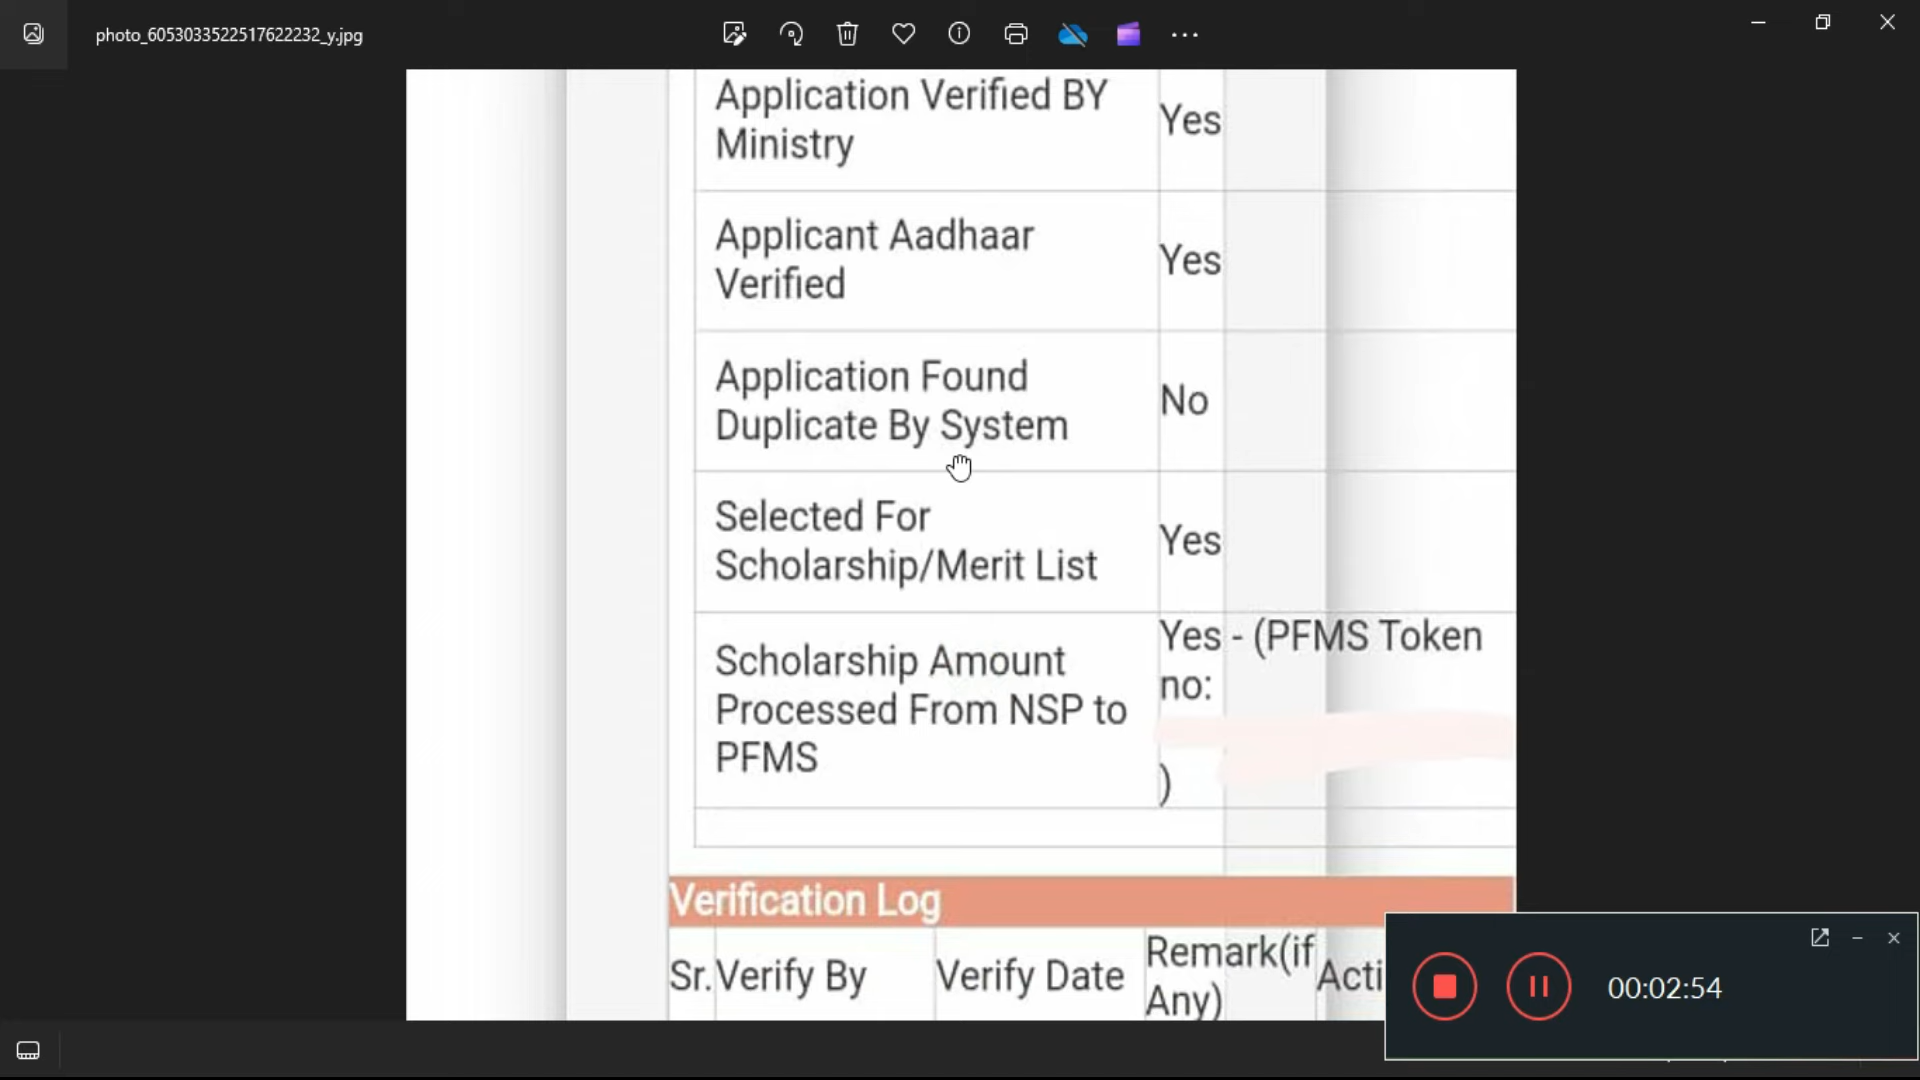 photo_6053033522517622232_y.jpg
Application Verified BY
Ministry
Yes
Applicant Aadhaar
Verified
Yes
Application Found
Duplicate By System
No
Selected For
Scholarship/Merit List
Yes
Scholarship Amount
Processed From NSP to
PFMS
Yes - (PFMS Token
no:
)
Verification Log
Sr.
Verify By
Verify Date
Remark(if
Any)
Acti
00:02:54